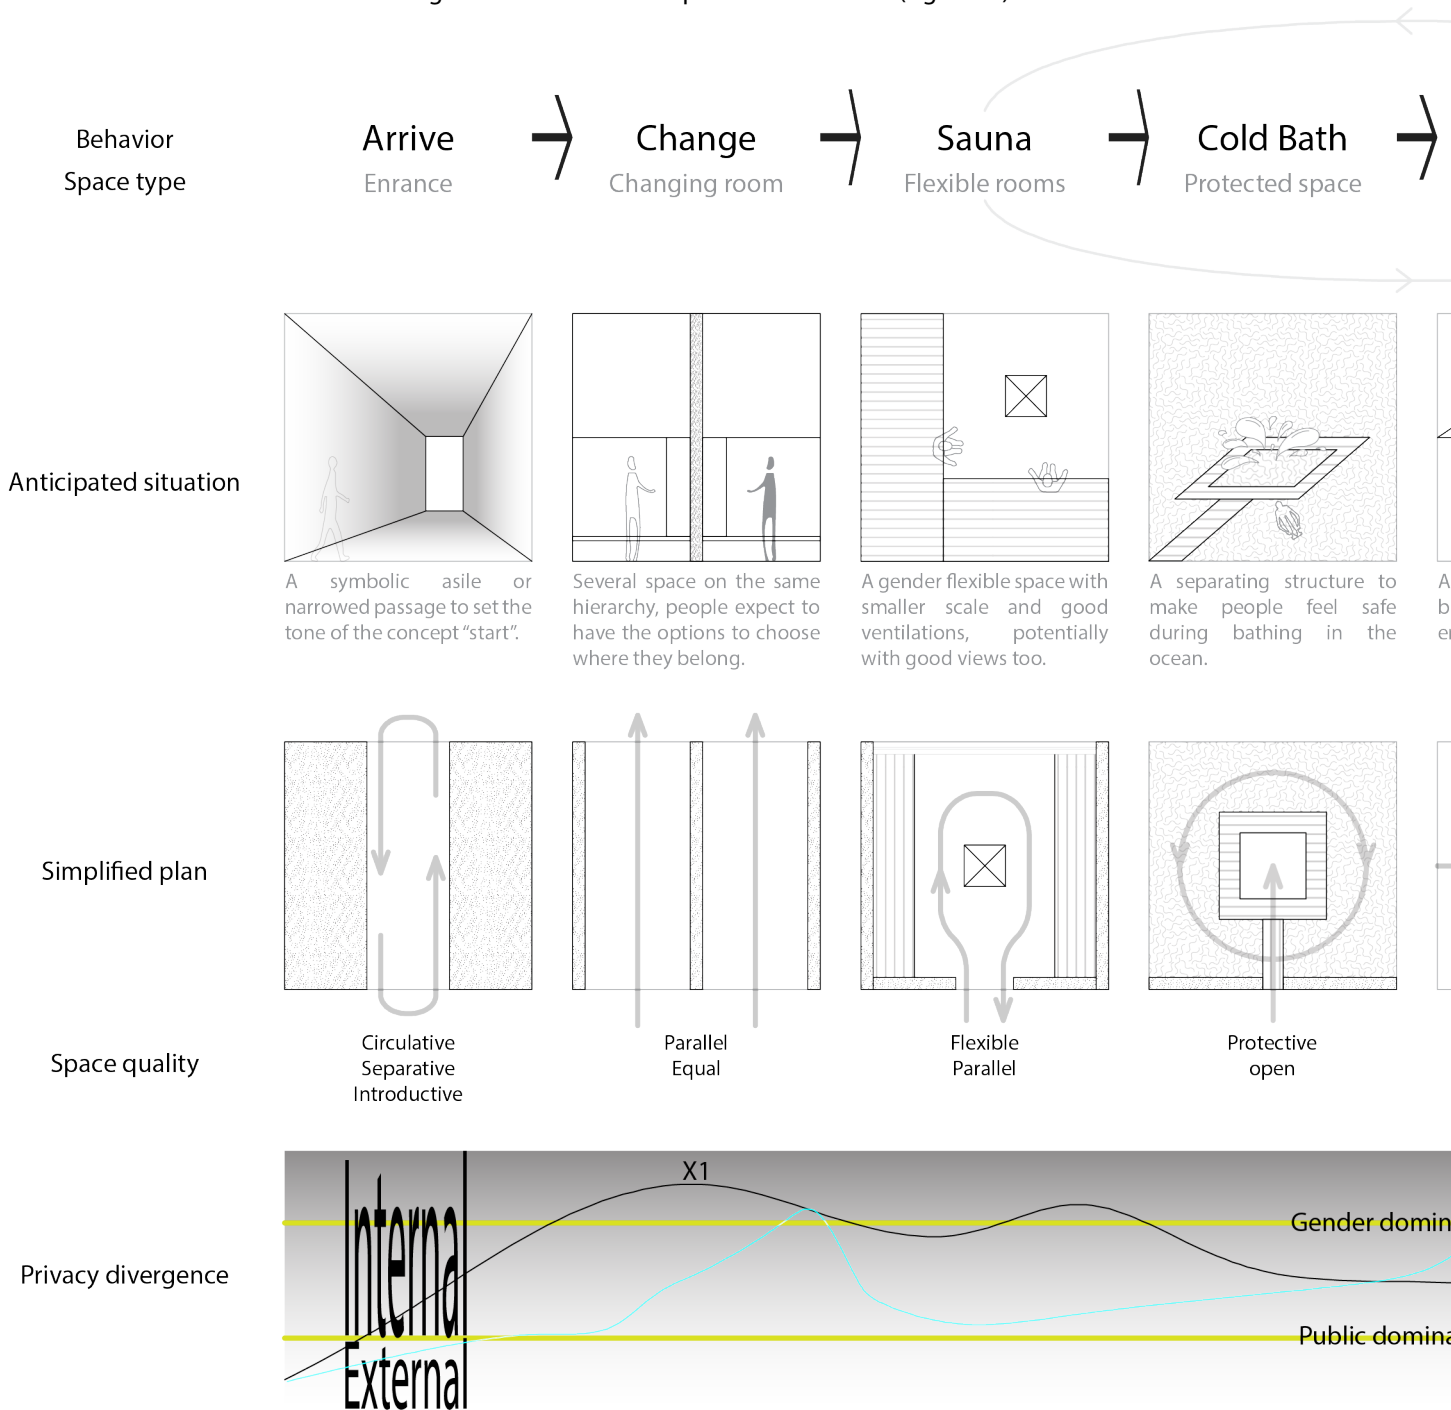 Behavior
Arrive
Change
Sauna
Cold Bath
Space type
Enrance
Changing room
Flexible rooms
Protected space
Anticipated situation
A symbolic asile or
narrowed passage to set the
tone of the concept “start”.
Several space on the same
hierarchy, people expect to
have the options to choose
where they belong.
A gender flexible space with
smaller scale and good
ventilations, potentially
with good views too.
A separating structure to
make people feel safe
during bathing in the
ocean.
Simplified plan
Space quality
Circulative
Separative
Introductive
Parallel
Equal
Flexible
Parallel
Protective
open
Privacy divergence
Internal
External
X1
Gender domin
Public domina